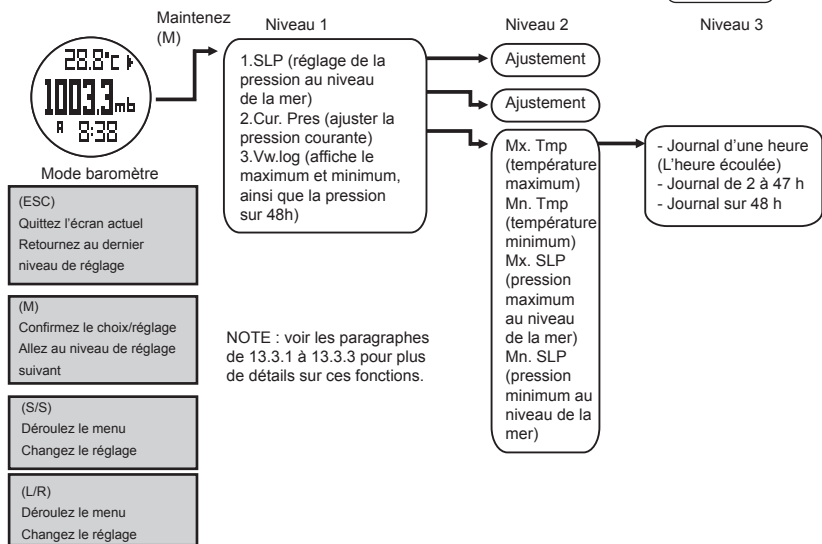 Maintenez
(M)
Niveau 1
Niveau 2
Niveau 3
28.8°C
1003.3mb
A 8:38
Mode baromètre
1.SLP (réglage de la
pression au niveau
de la mer)
2.Cur. Pres (ajuster la
pression courante)
3.Vw.log (affiche le
maximum et minimum,
ainsi que la pression
sur 48h)
Ajustement
Ajustement
Mx. Tmp
(température
maximum)
Mn. Tmp
(température
minimum)
Mx. SLP
(pression
maximum
au niveau
de la mer)
Mn. SLP
(pression
minimum au
niveau de la
mer)
- Journal d'une heure
(L'heure écoulée)
- Journal de 2 à 47 h
- Journal sur 48 h
(ESC)
Quittez l'écran actuel
Retournez au dernier
niveau de réglage
(M)
Confirmez le choix/réglage
Allez au niveau de réglage
suivant
(S/S)
Déroulez le menu
Changez le réglage
(L/R)
Déroulez le menu
Changez le réglage
NOTE : voir les paragraphes
de 13.3.1 à 13.3.3 pour plus
de détails sur ces fonctions.